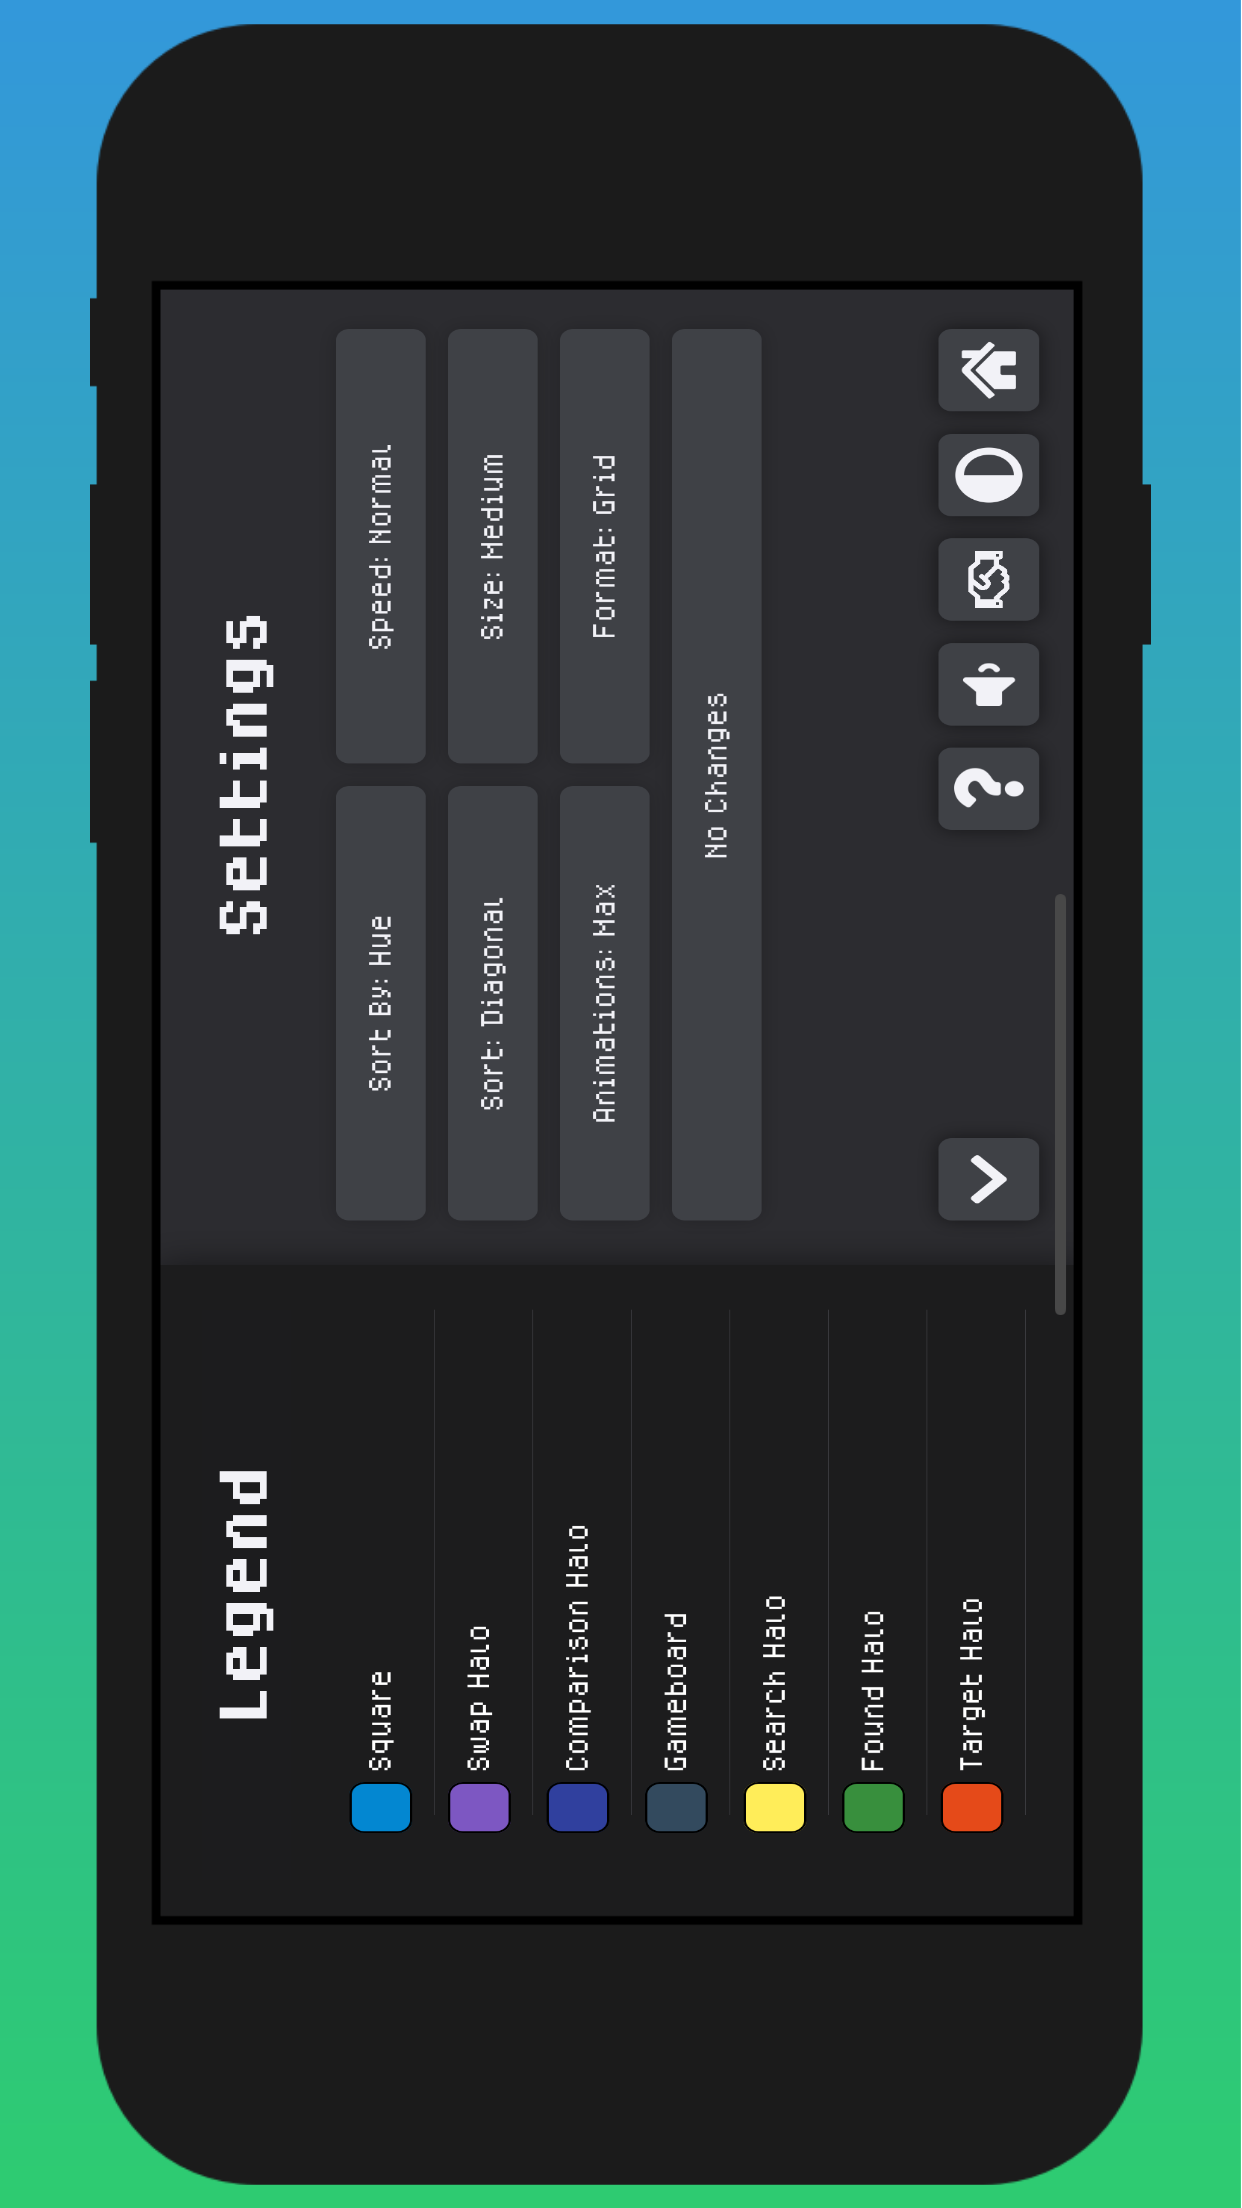 Legend
Square
Swap Halo
Comparison Halo
Gameboard
Search Halo
Found Halo
Target Halo
Settings
Sort By: Hue
Speed: Normal
Sort: Diagonal
Size: Medium
Animations: Max
Format: Grid
No Changes